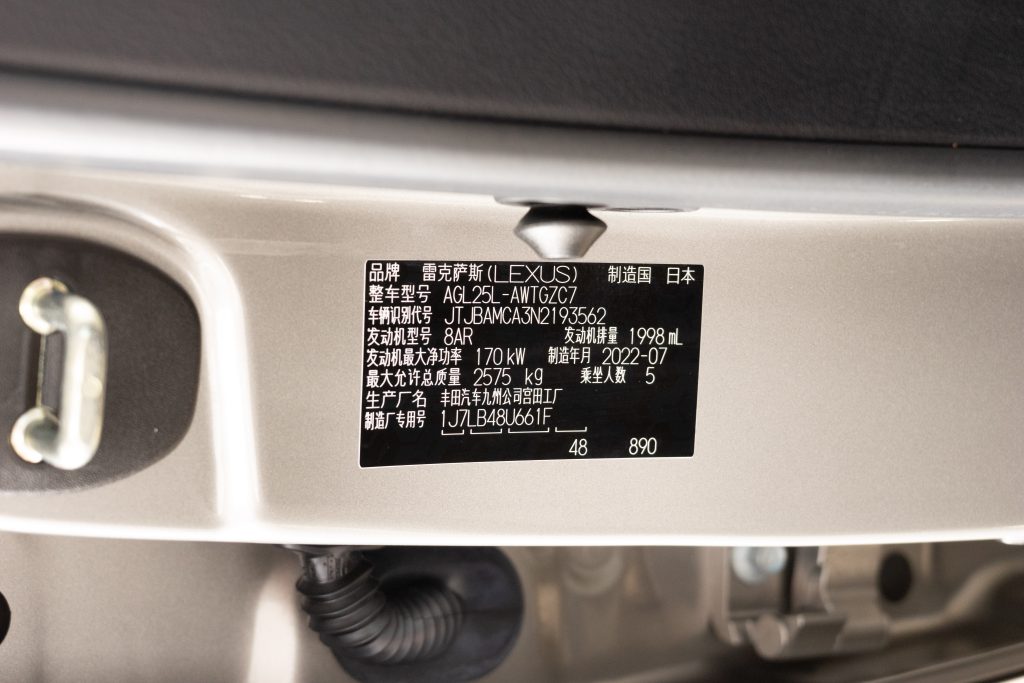 品牌 雷克萨斯(LEXUS) 制造国 日本
整车型号 AGL25L-AWTGZC7
车辆识别代号 JTJBAMCA3N2193562
发动机型号 8AR 发动机排量 1998 mL
发动机最大净功率 170 kW 制造年月 2022-07
最大允许总质量 2575 kg 乘坐人数 5
生产厂名 丰田汽车九州公司宫田工厂
制造厂专用号 1J7LB48U661F
48 890